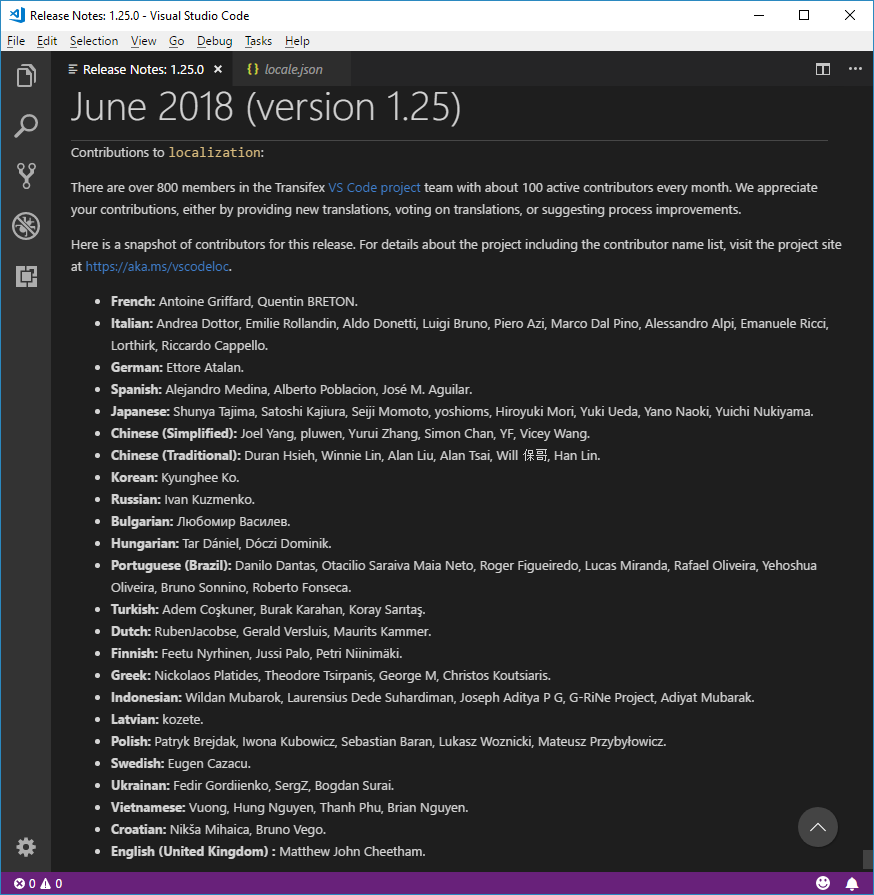 Release Notes: 1.25.0 - Visual Studio Code
File Edit Selection View Go Debug Tasks Help
Release Notes: 1.25.0 × {} locale.json
June 2018 (version 1.25)
Contributions to localization:
There are over 800 members in the Transifex VS Code project team with about 100 active contributors every month. We appreciate
your contributions, either by providing new translations, voting on translations, or suggesting process improvements.
Here is a snapshot of contributors for this release. For details about the project including the contributor name list, visit the project site
at https://aka.ms/vscodeloc.
• French: Antoine Griffard, Quentin BRETON.
• Italian: Andrea Dottor, Emilie Rollandin, Aldo Donetti, Luigi Bruno, Piero Azi, Marco Dal Pino, Alessandro Alpi, Emanuele Ricci,
Lorthirk, Riccardo Cappello.
• German: Ettore Atalan.
• Spanish: Alejandro Medina, Alberto Poblacion, José M. Aguilar.
• Japanese: Shunya Tajima, Satoshi Kajiura, Seiji Momoto, yoshioms, Hiroyuki Mori, Yuki Ueda, Yano Naoki, Yuichi Nukiyama.
• Chinese (Simplified): Joel Yang, pluwen, Yurui Zhang, Simon Chan, YF, Vicey Wang.
• Chinese (Traditional): Duran Hsieh, Winnie Lin, Alan Liu, Alan Tsai, Will 保哥, Han Lin.
• Korean: Kyunghee Ko.
• Russian: Ivan Kuzmenko.
• Bulgarian: Любомир Василев.
• Hungarian: Tar Dániel, Dóczi Dominik.
• Portuguese (Brazil): Danilo Dantas, Otacilio Saraiva Maia Neto, Roger Figueiredo, Lucas Miranda, Rafael Oliveira, Yehoshua
Oliveira, Bruno Sonnino, Roberto Fonseca.
• Turkish: Adem Coşkuner, Burak Karahan, Koray Sarıtaş.
• Dutch: RubenJacobse, Gerald Versluis, Maurits Kammer.
• Finnish: Feetu Nyrhinen, Jussi Palo, Petri Niinimäki.
• Greek: Nickolaos Platides, Theodore Tsirpanis, George M, Christos Koutsiaris.
• Indonesian: Wildan Mubarok, Laurensius Dede Suhardiman, Joseph Aditya P G, G-RiNe Project, Adiyat Mubarak.
• Latvian: kozete.
• Polish: Patryk Brejdak, Iwona Kubowicz, Sebastian Baran, Lukasz Woznicki, Mateusz Przybyłowicz.
• Swedish: Eugen Cazacu.
• Ukrainan: Fedir Gordiienko, SergZ, Bogdan Surai.
• Vietnamese: Vuong, Hung Nguyen, Thanh Phu, Brian Nguyen.
• Croatian: Nikša Mihaica, Bruno Vego.
• English (United Kingdom) : Matthew John Cheetham.
0 0